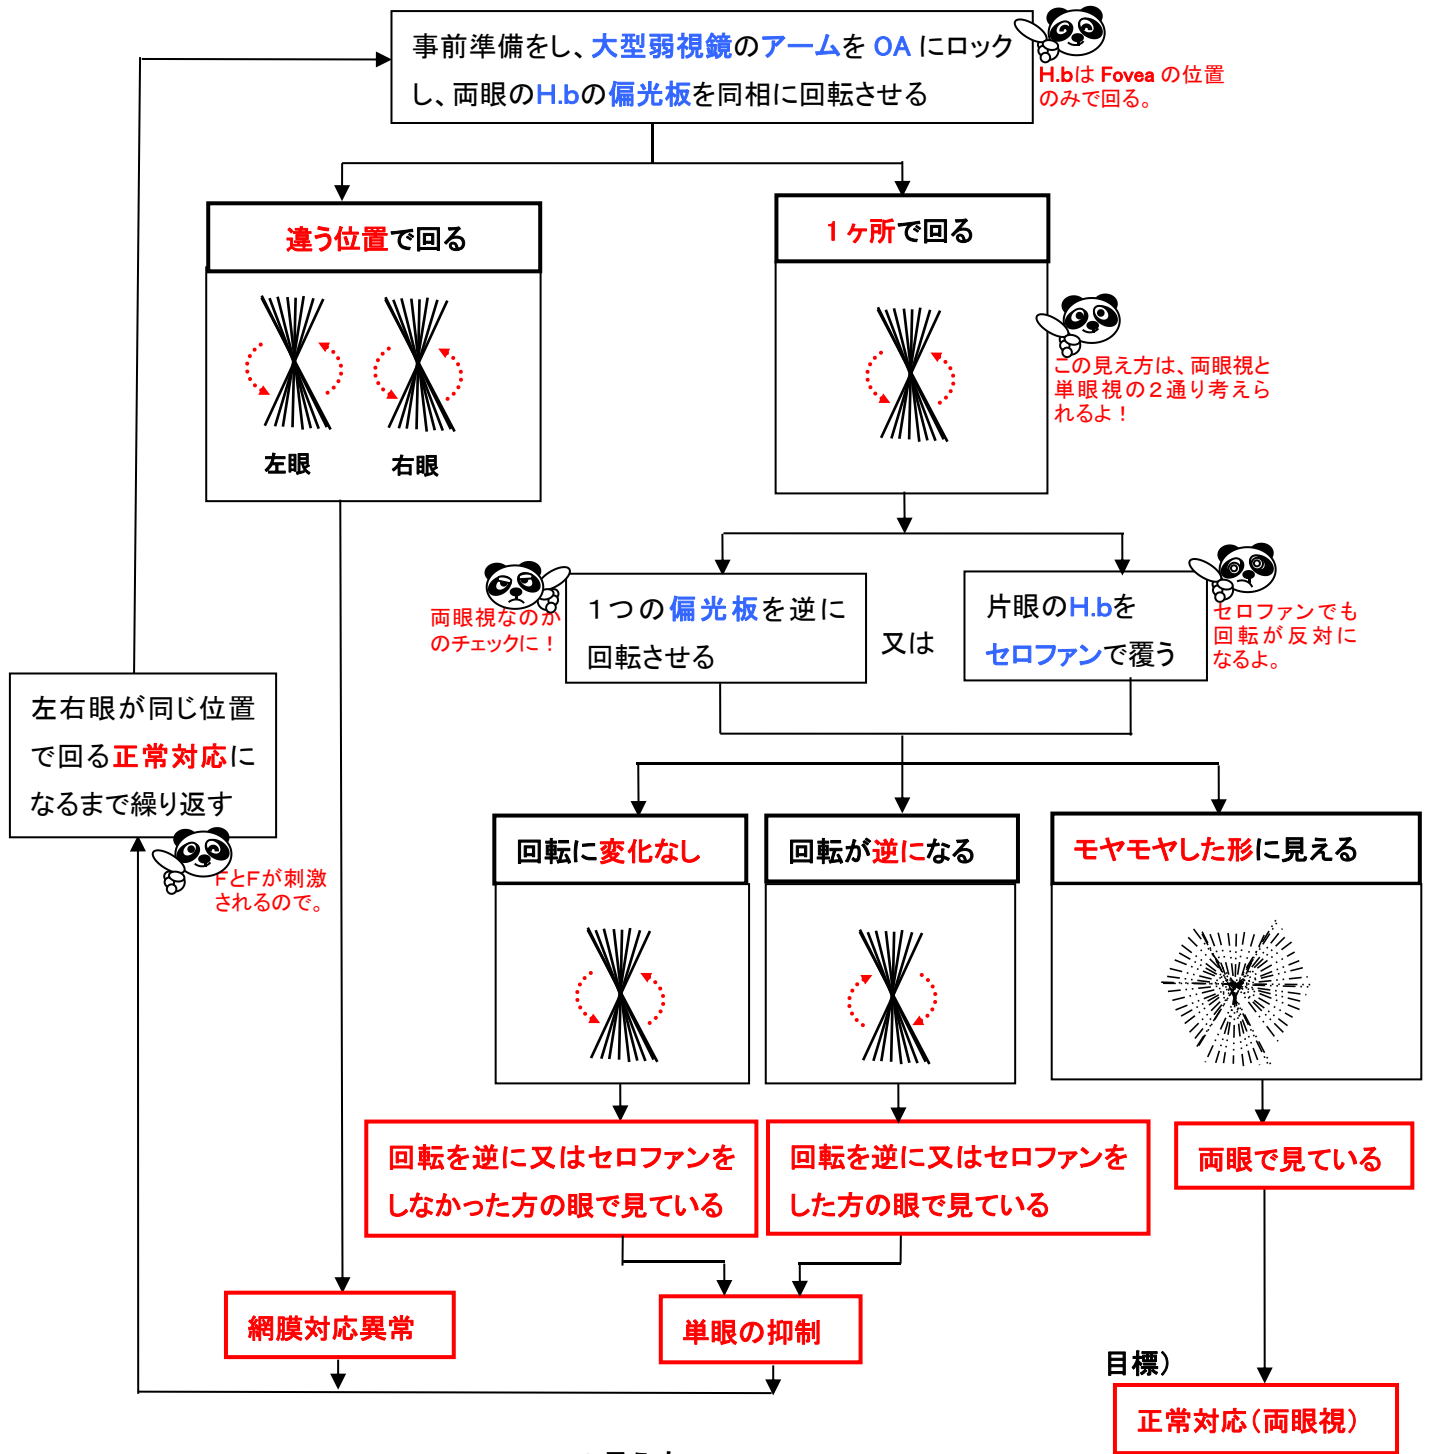 事前準備をし、大型弱視鏡のアームを OA にロック
し、両眼のH.bの偏光板を同相に回転させる
H.bは Fovea の位置
のみで回る。
違う位置で回る
左眼
右眼
1ヶ所で回る
この見え方は、両眼視と
単眼視の2通り考えら
れるよ！
両眼視なのか
のチェックに！
1つの偏光板を逆に
回転させる
又は
片眼のH.bを
セロファンで覆う
セロファンでも
回転が反対に
なるよ。
左右眼が同じ位置
で回る正常対応に
なるまで繰り返す
FとFが刺激
されるので。
回転に変化なし
回転が逆になる
モヤモヤした形に見える
回転を逆に又はセロファンを
しなかった方の眼で見ている
回転を逆に又はセロファンを
した方の眼で見ている
両眼で見ている
網膜対応異常
単眼の抑制
目標）
正常対応（両眼視）